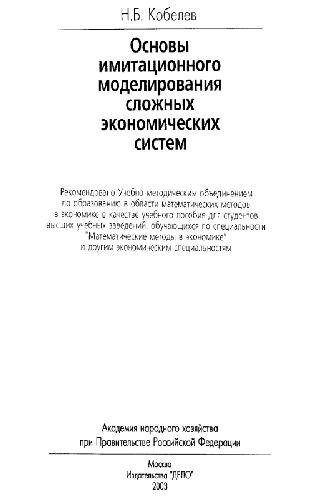 Н.Б. Кобелев
Основы
имитационного
моделирования
сложных
экономических
систем
Рекомендовано Учебно методическим объединением
по образованию в области математических методов
в экономике в качестве учебного пособия для студентов
высших учебных заведений, обучающихся по специальности
"Математические методы в экономике"
и другим экономическим специальностям
Академия народного хозяйства
при Правительстве Российской Федерации
Москва
Издательство "ДЕЛО"
2003